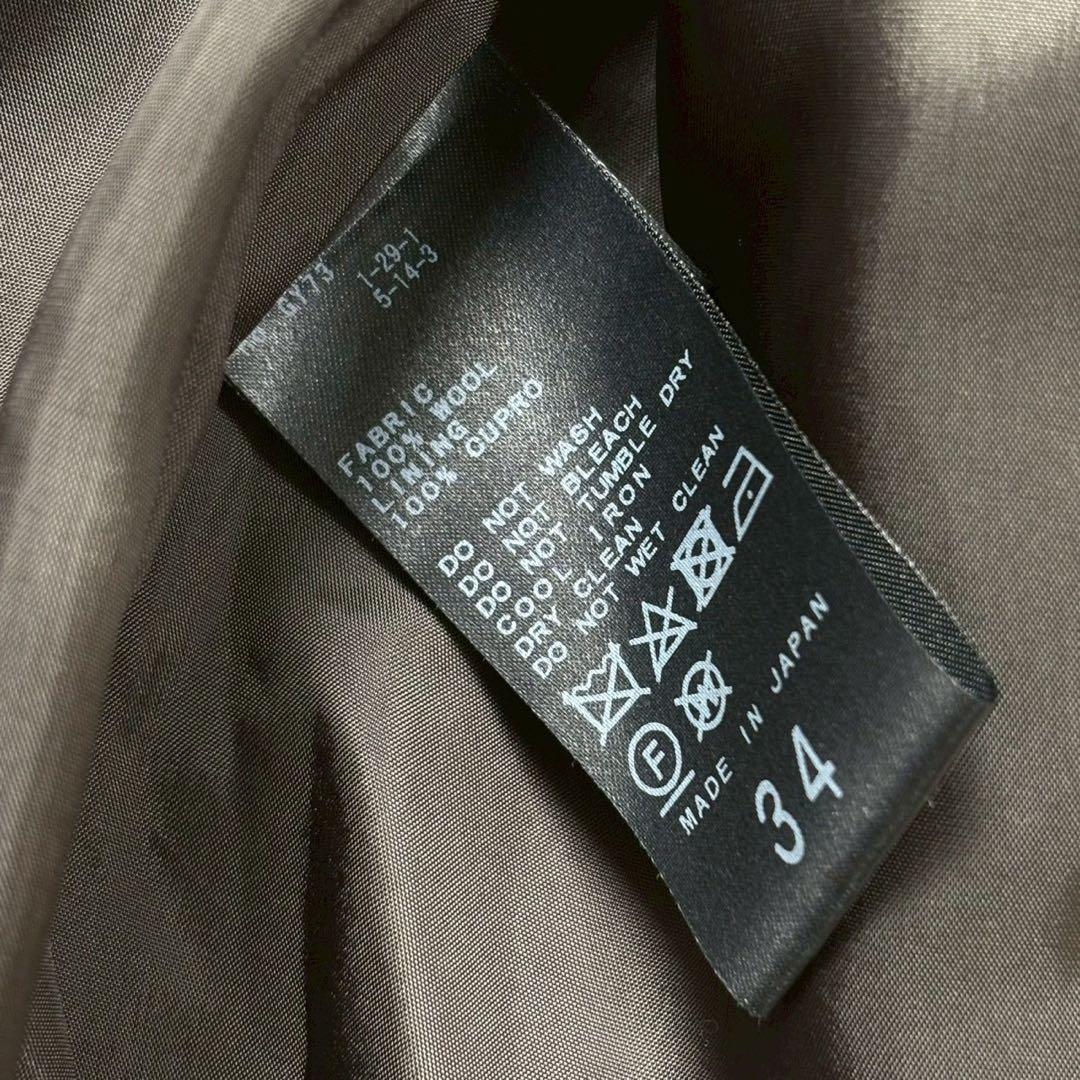 GY73
1-29-1
5-14-3
FABRIC
100% WOOL
LINING
100% CUPRO
DO NOT WASH
DO NOT BLEACH
DO NOT TUMBLE DRY
COOL IRON
DRY CLEAN
DO NOT WET CLEAN
F
W
MADE IN JAPAN
34